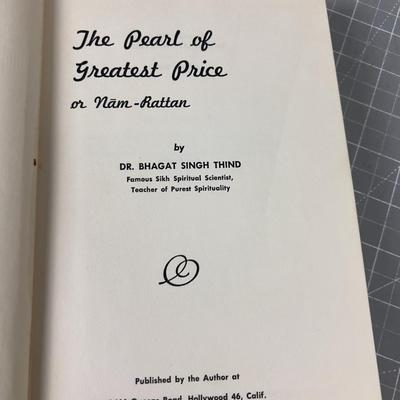 The Pearl of
Greatest Price
or Nām-Rattan
by
DR. BHAGAT SINGH THIND
Famous Sikh Spiritual Scientist,
Teacher of Purest Spirituality
Published by the Author at
Road, Hollywood 46, Calif.